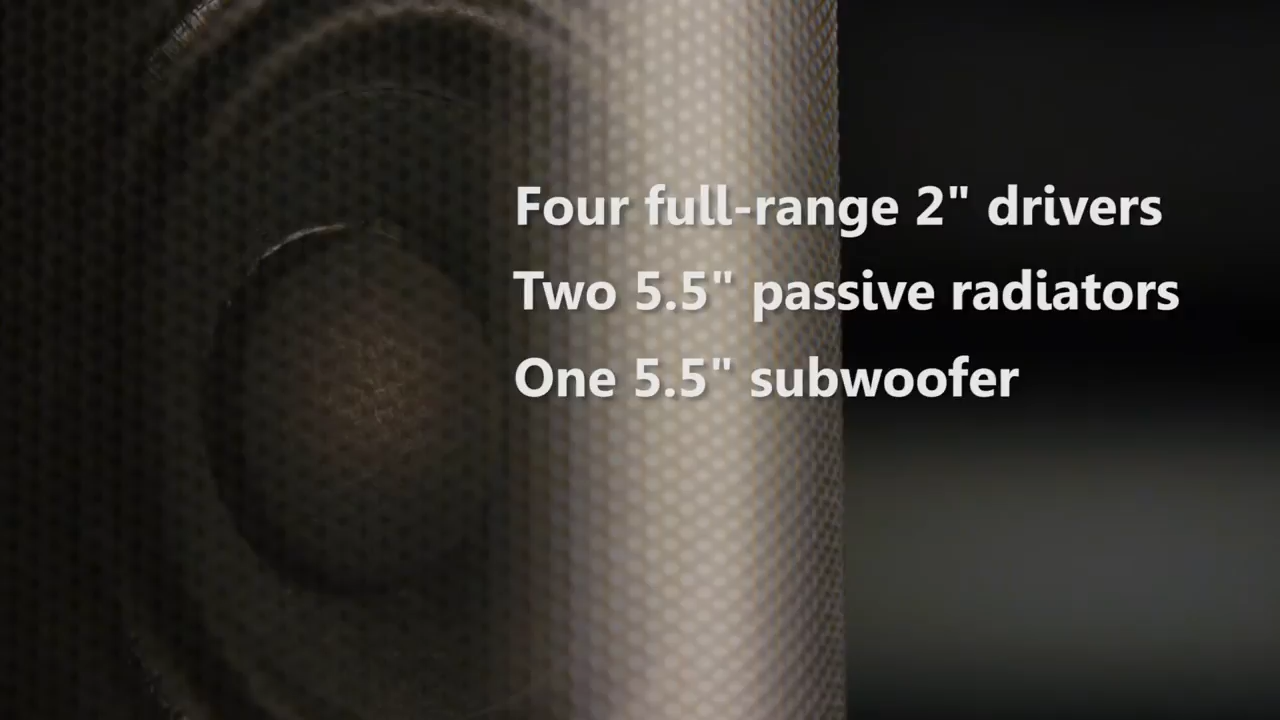 Four full-range 2" drivers
Two 5.5" passive radiators
One 5.5" subwoofer